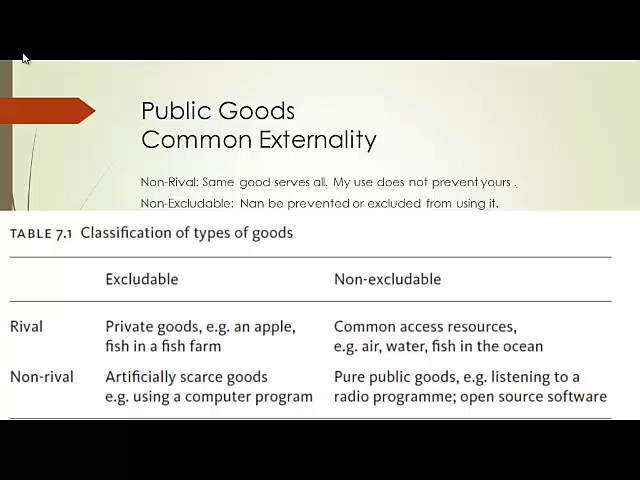 Public Goods
Common Externality
Non-Rival: Same good serves all. My use does not prevent yours .
Non-Excludable: Nan be prevented or excluded from using it.
TABLE 7.1 Classification of types of goods
Excludable Non-excludable
Rival Private goods, e.g. an apple, Common access resources,
fish in a fish farm e.g. air, water, fish in the ocean
Non-rival Artificially scarce goods Pure public goods, e.g. listening to a
e.g. using a computer program radio programme; open source software